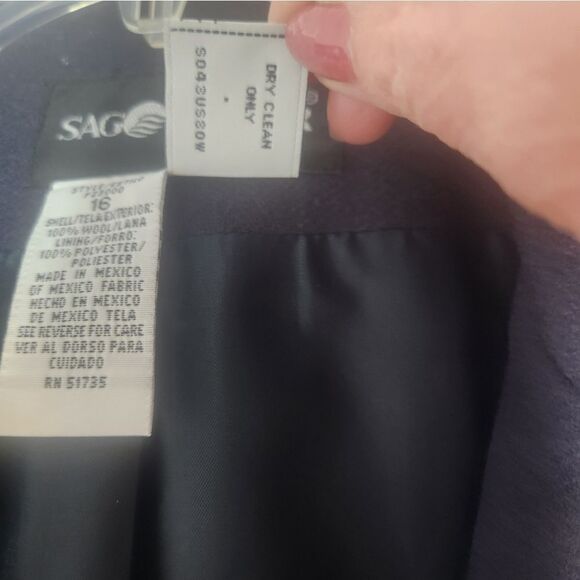 DRY CLEAN
ONLY
SAG
16
SHELL/TELA EXTERIOR:
100% WOOL/LANA
LINING/FORRO:
100% POLYESTER/
POLIESTER
MADE IN MEXICO
OF MEXICO FABRIC
HECHO EN MEXICO
DE MEXICO TELA
SEE REVERSE FOR CARE
VER AL DORSO PARA
CUIDADO
RN 51735